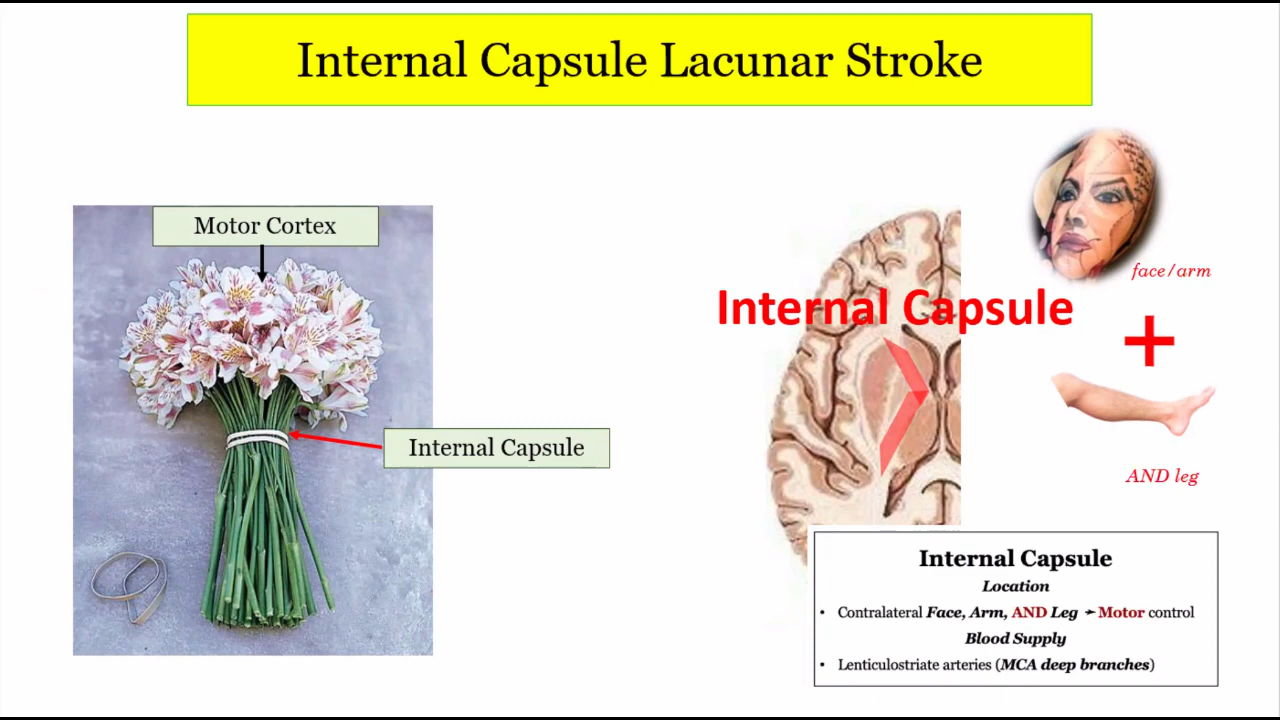 Internal Capsule Lacunar Stroke
Motor Cortex
Internal Capsule
Internal Capsule
face/arm
+
AND leg
Internal Capsule
Location
• Contralateral Face, Arm, AND Leg ➛ Motor control
Blood Supply
• Lenticulostriate arteries (MCA deep branches)